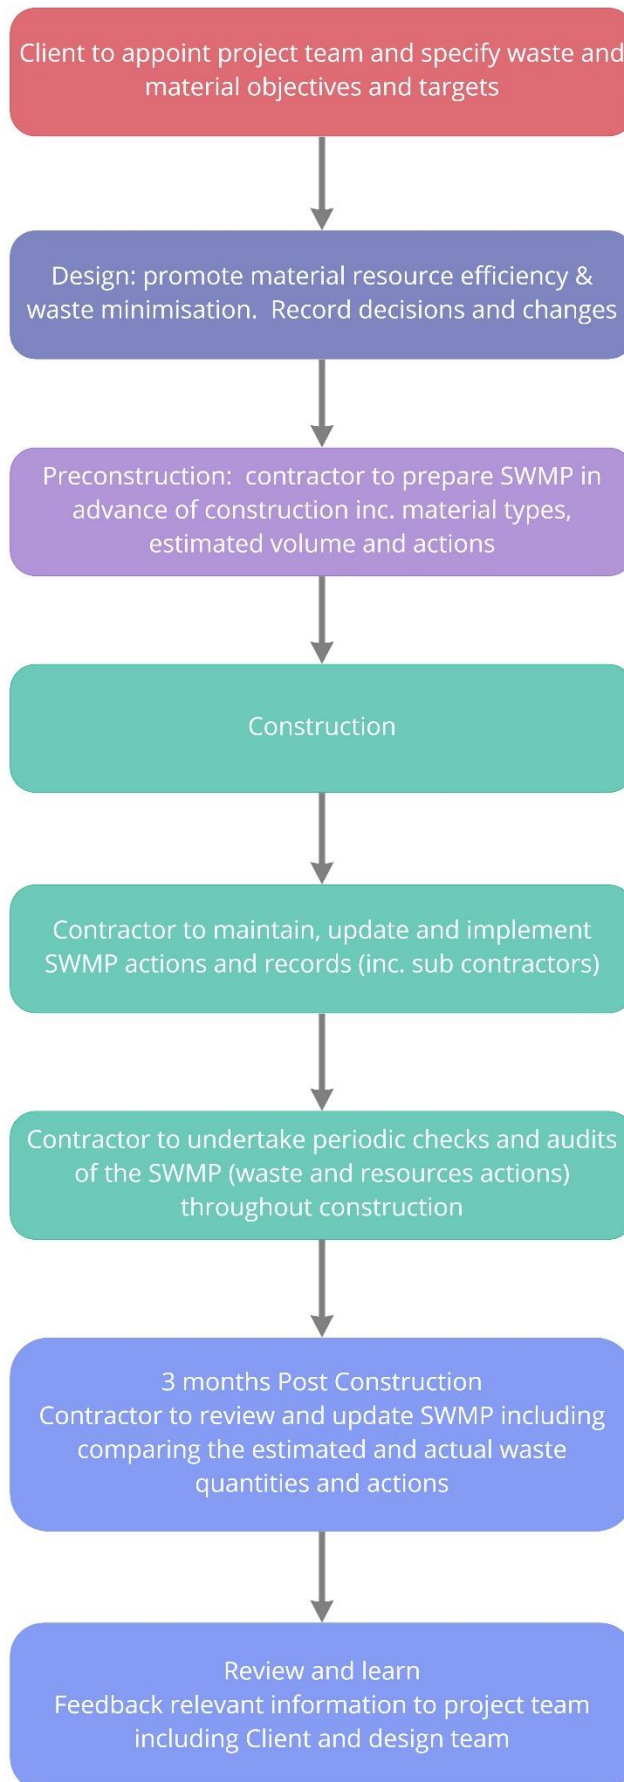 Client to appoint project team and specify waste and
material objectives and targets
Design: promote material resource efficiency &
waste minimisation.  Record decisions and changes
Preconstruction:  contractor to prepare SWMP in
advance of construction inc. material types,
estimated volume and actions
Construction
Contractor to maintain, update and implement
SWMP actions and records (inc. sub contractors)
Contractor to undertake periodic checks and audits
of the SWMP (waste and resources actions)
throughout construction
3 months Post Construction
Contractor to review and update SWMP including
comparing the estimated and actual waste
quantities and actions
Review and learn
Feedback relevant information to project team
including Client and design team